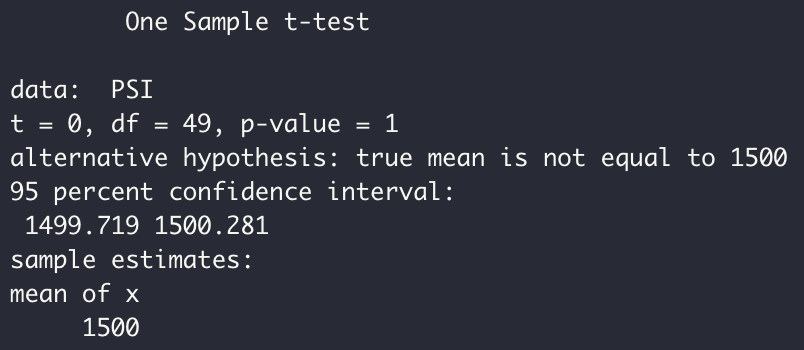 One Sample t-test
data:  PSI
t = 0, df = 49, p-value = 1
alternative hypothesis: true mean is not equal to 1500
95 percent confidence interval:
1499.719 1500.281
sample estimates:
mean of x
1500